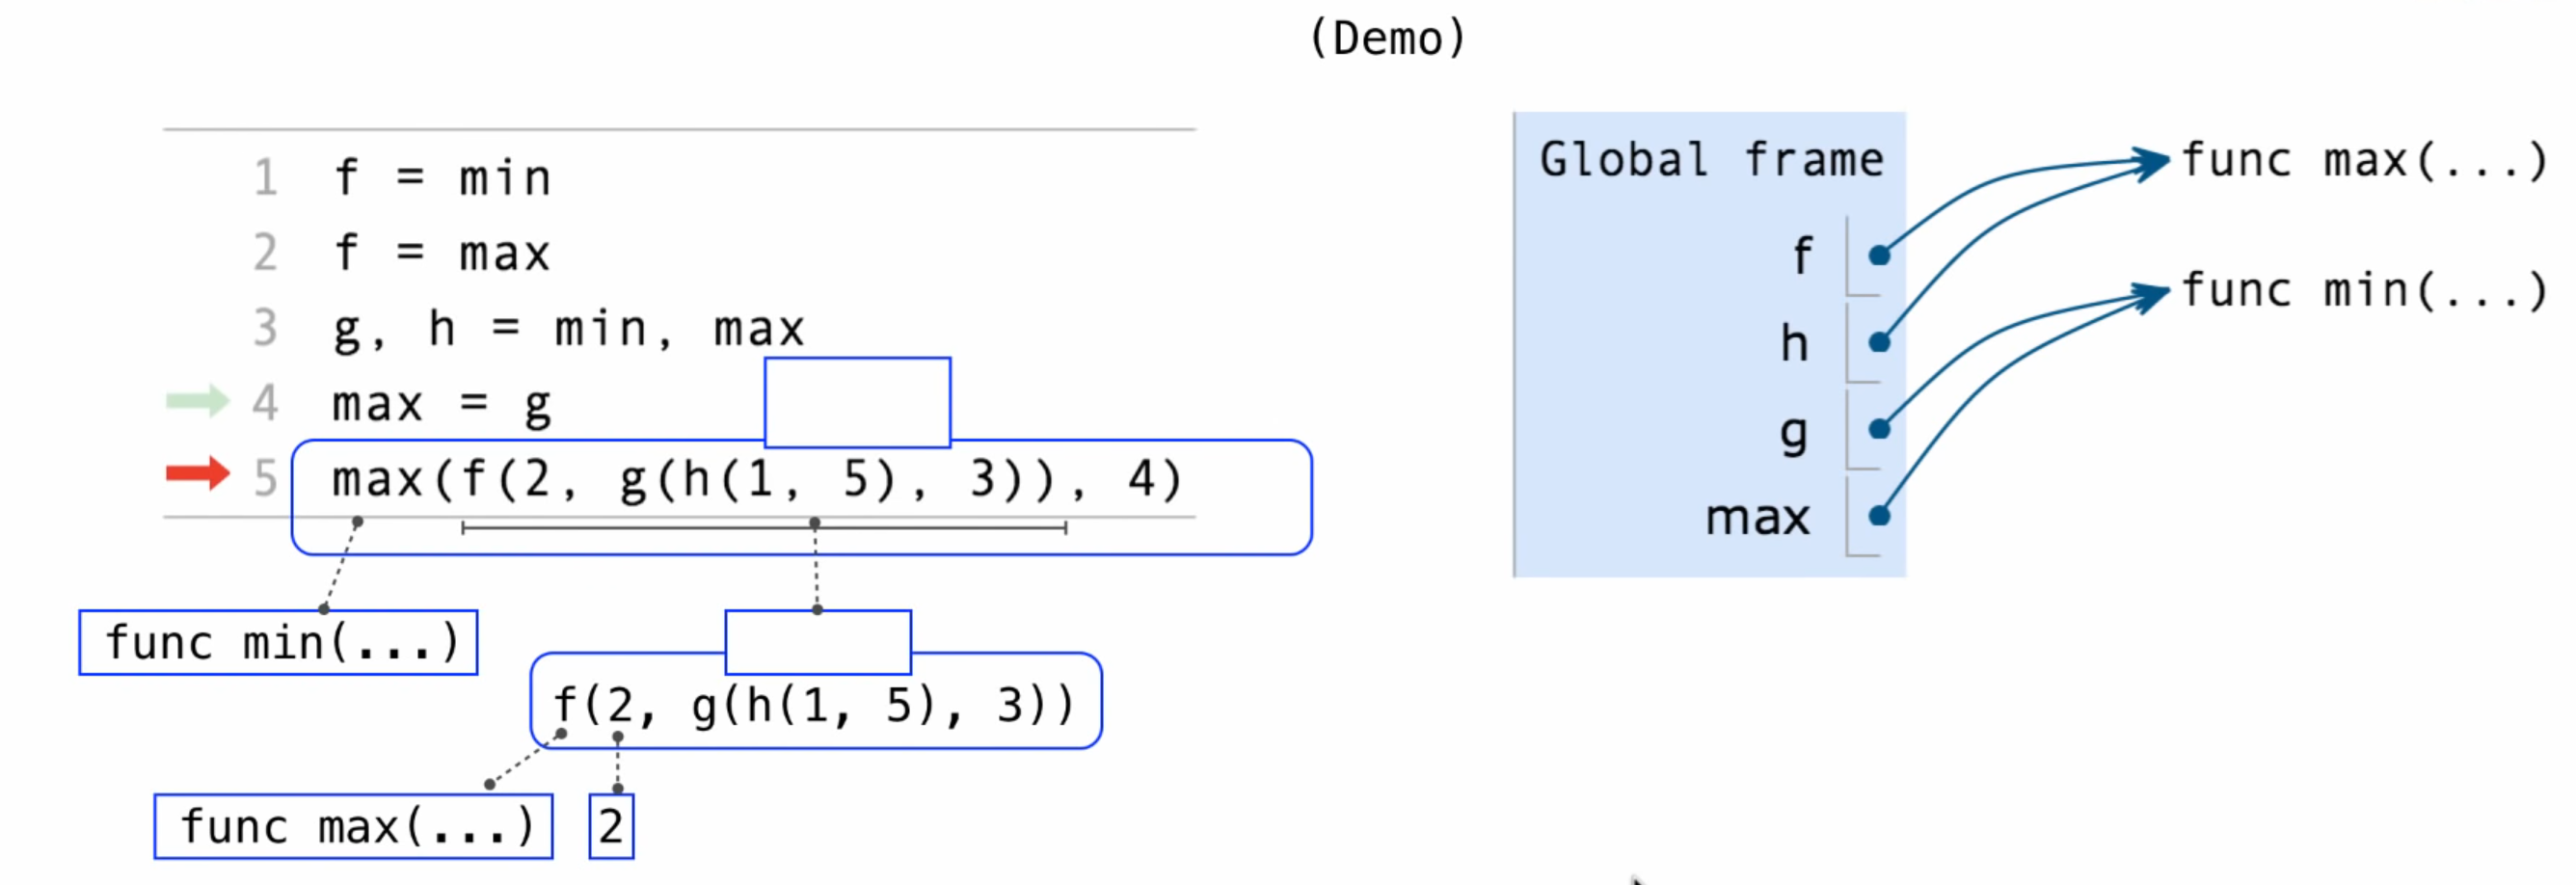 (Demo)
1 f = min
2 f = max
3 g, h = min, max
4 max = g
5 max(f(2, g(h(1, 5), 3)), 4)
func min(...)
f(2, g(h(1, 5), 3))
func max(...) 2
Global frame
f
h
g
max
func max(...)
func min(...)